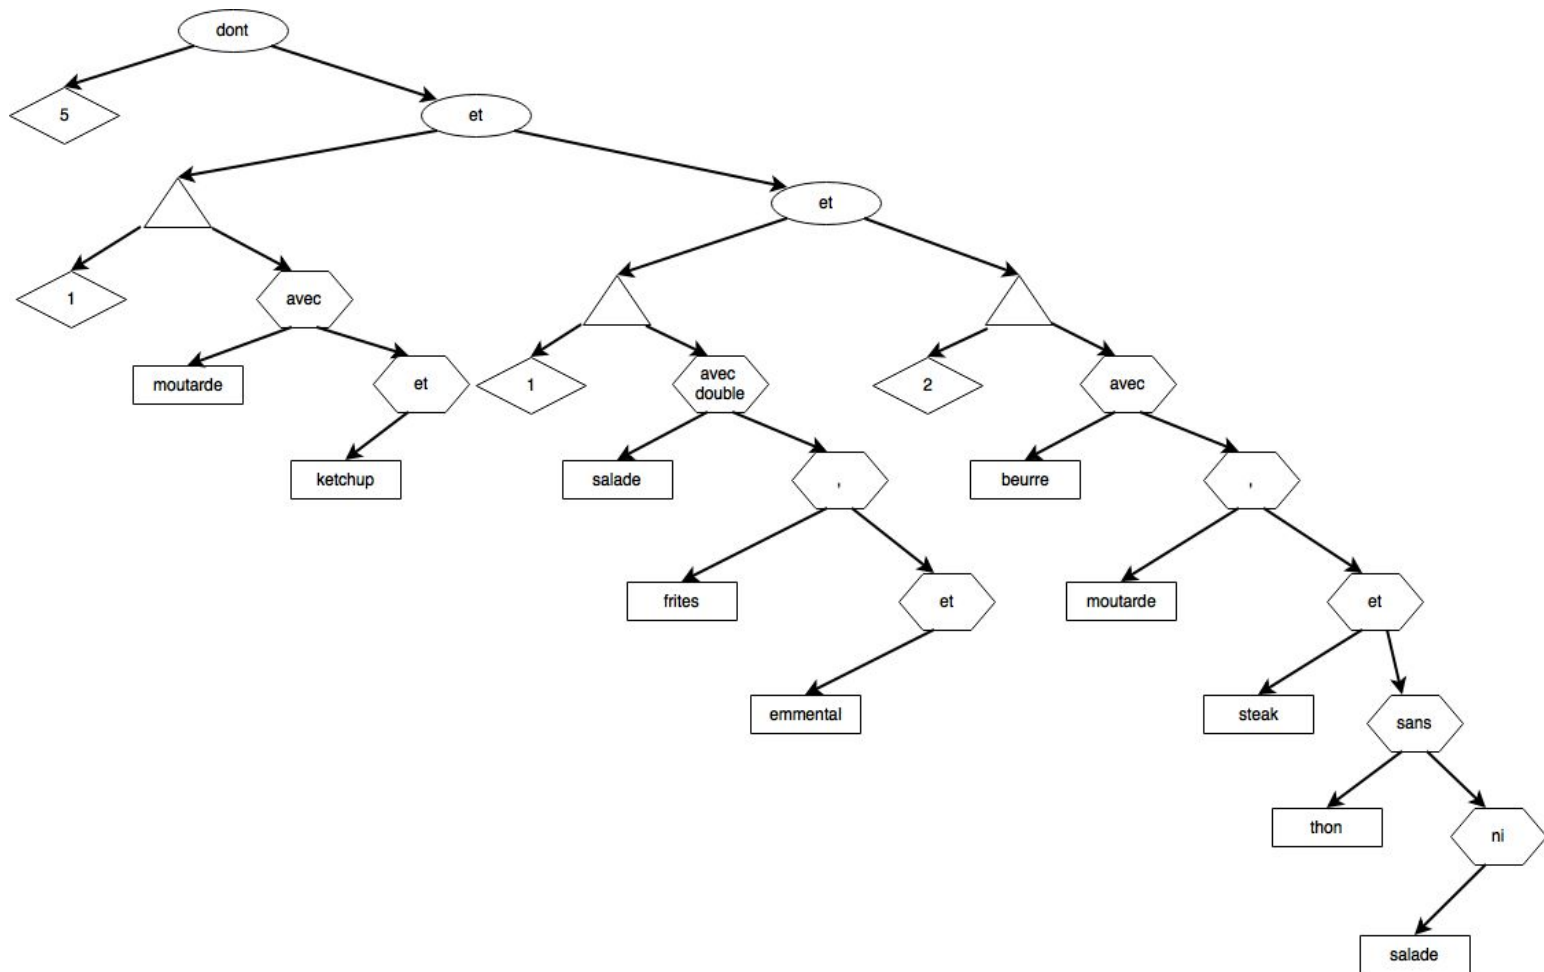 dont
5
et
et
1
avec
moutarde
et
ketchup
1
avec
double
salade
,
frites
et
emmental
2
avec
beurre
,
moutarde
et
steak
sans
thon
ni
salade